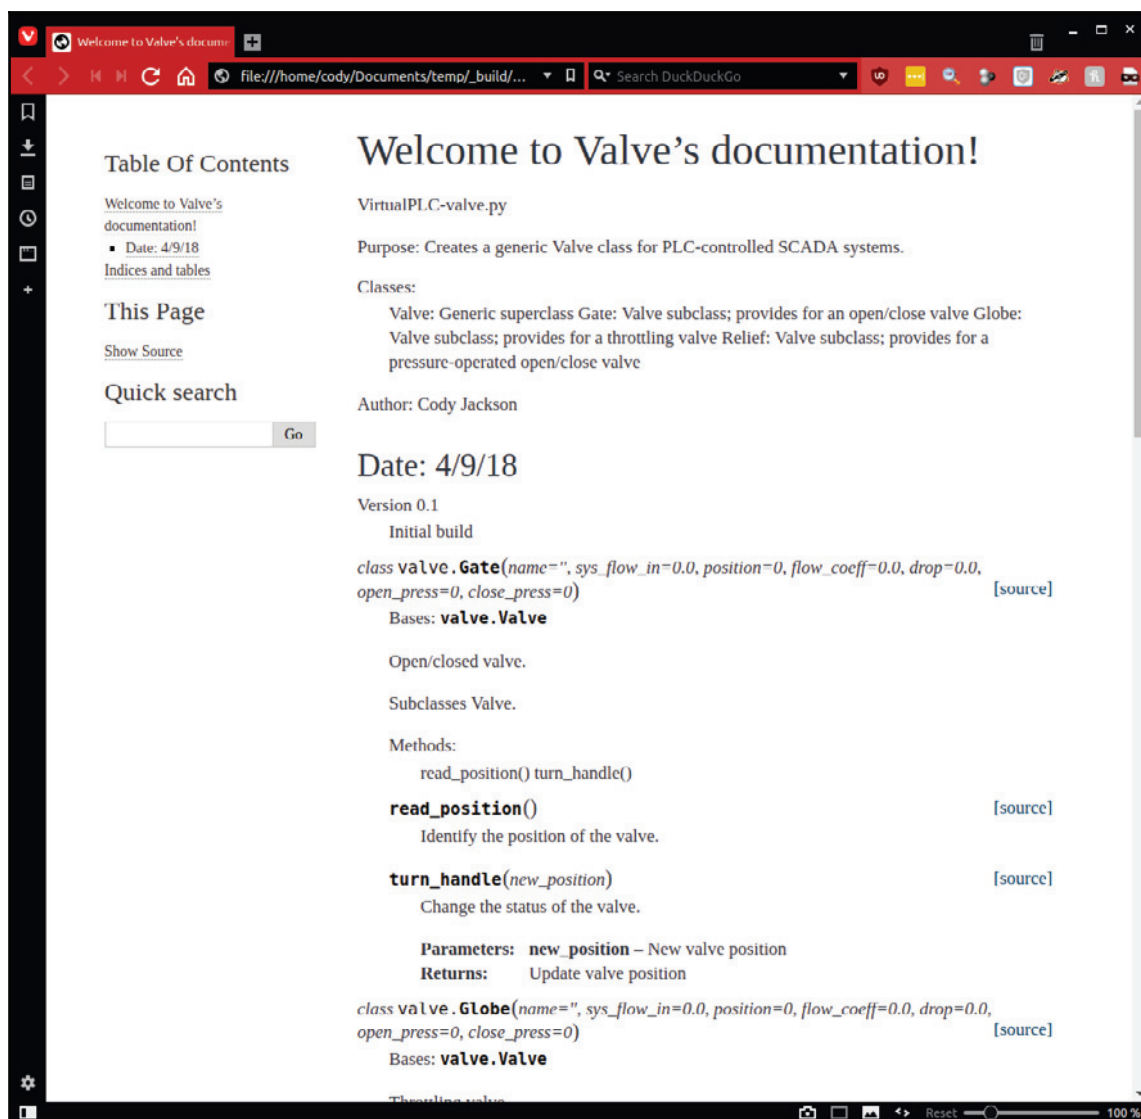 Welcome to Valve's docume
file:///home/cody/Documents/temp/_build/...
Search DuckDuckGo
Table Of Contents
Welcome to Valve's
documentation!
Date: 4/9/18
Indices and tables
This Page
Show Source
Quick search
Go
Welcome to Valve's documentation!
VirtualPLC-valve.py
Purpose: Creates a generic Valve class for PLC-controlled SCADA systems.
Classes:
Valve: Generic superclass Gate: Valve subclass; provides for an open/close valve Globe:
Valve subclass; provides for a throttling valve Relief: Valve subclass; provides for a
pressure-operated open/close valve
Author: Cody Jackson
Date: 4/9/18
Version 0.1
Initial build
class valve.Gate(name='', sys_flow_in=0.0, position=0, flow_coeff=0.0, drop=0.0,
open_press=0, close_press=0) [source]
Bases: valve.Valve
Open/closed valve.
Subclasses Valve.
Methods:
read_position() turn_handle()
read_position() [source]
Identify the position of the valve.
turn_handle(new_position) [source]
Change the status of the valve.
Parameters: new_position – New valve position
Returns: Update valve position
class valve.Globe(name='', sys_flow_in=0.0, position=0, flow_coeff=0.0, drop=0.0,
open_press=0, close_press=0) [source]
Bases: valve.Valve
Throttling valve
Reset 100 %